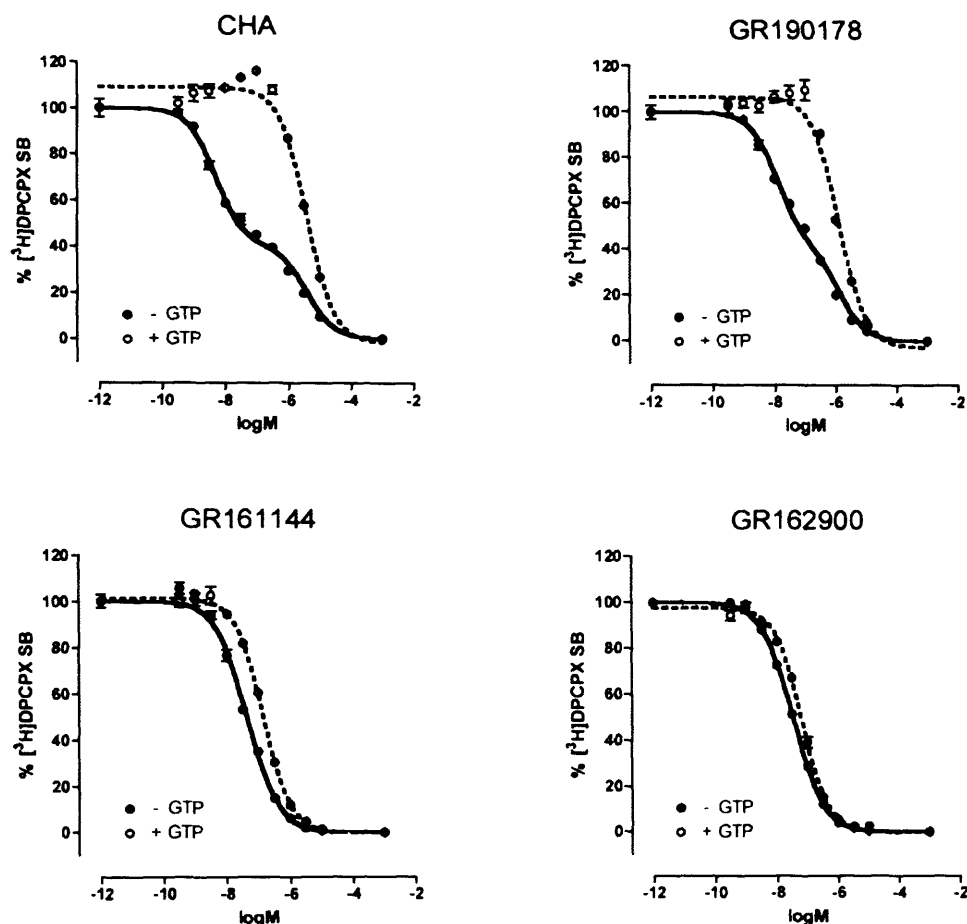 CHA
120
100
80
60
40
20
0
% [³H]DPCPX SB
- GTP
+ GTP
-12 -10 -8 -6 -4 -2
logM
GR190178
120
100
80
60
40
20
0
% [³H]DPCPX SB
- GTP
+ GTP
-12 -10 -8 -6 -4 -2
logM
GR161144
120
100
80
60
40
20
0
% [³H]DPCPX SB
- GTP
+ GTP
-12 -10 -8 -6 -4 -2
logM
GR162900
120
100
80
60
40
20
0
% [³H]DPCPX SB
- GTP
+ GTP
-12 -10 -8 -6 -4 -2
logM